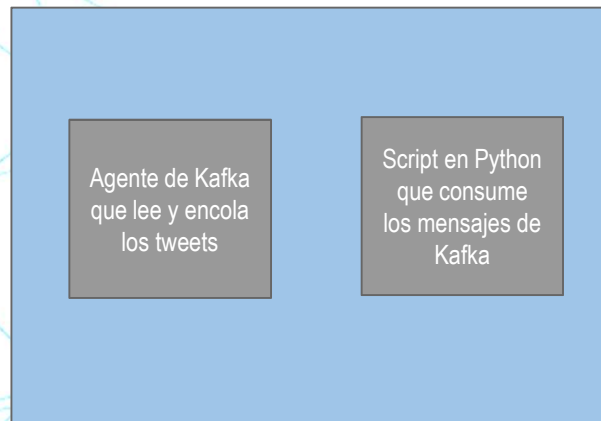 Agente de Kafka
que lee y encola
los tweets
Script en Python
que consume
los mensajes de
Kafka